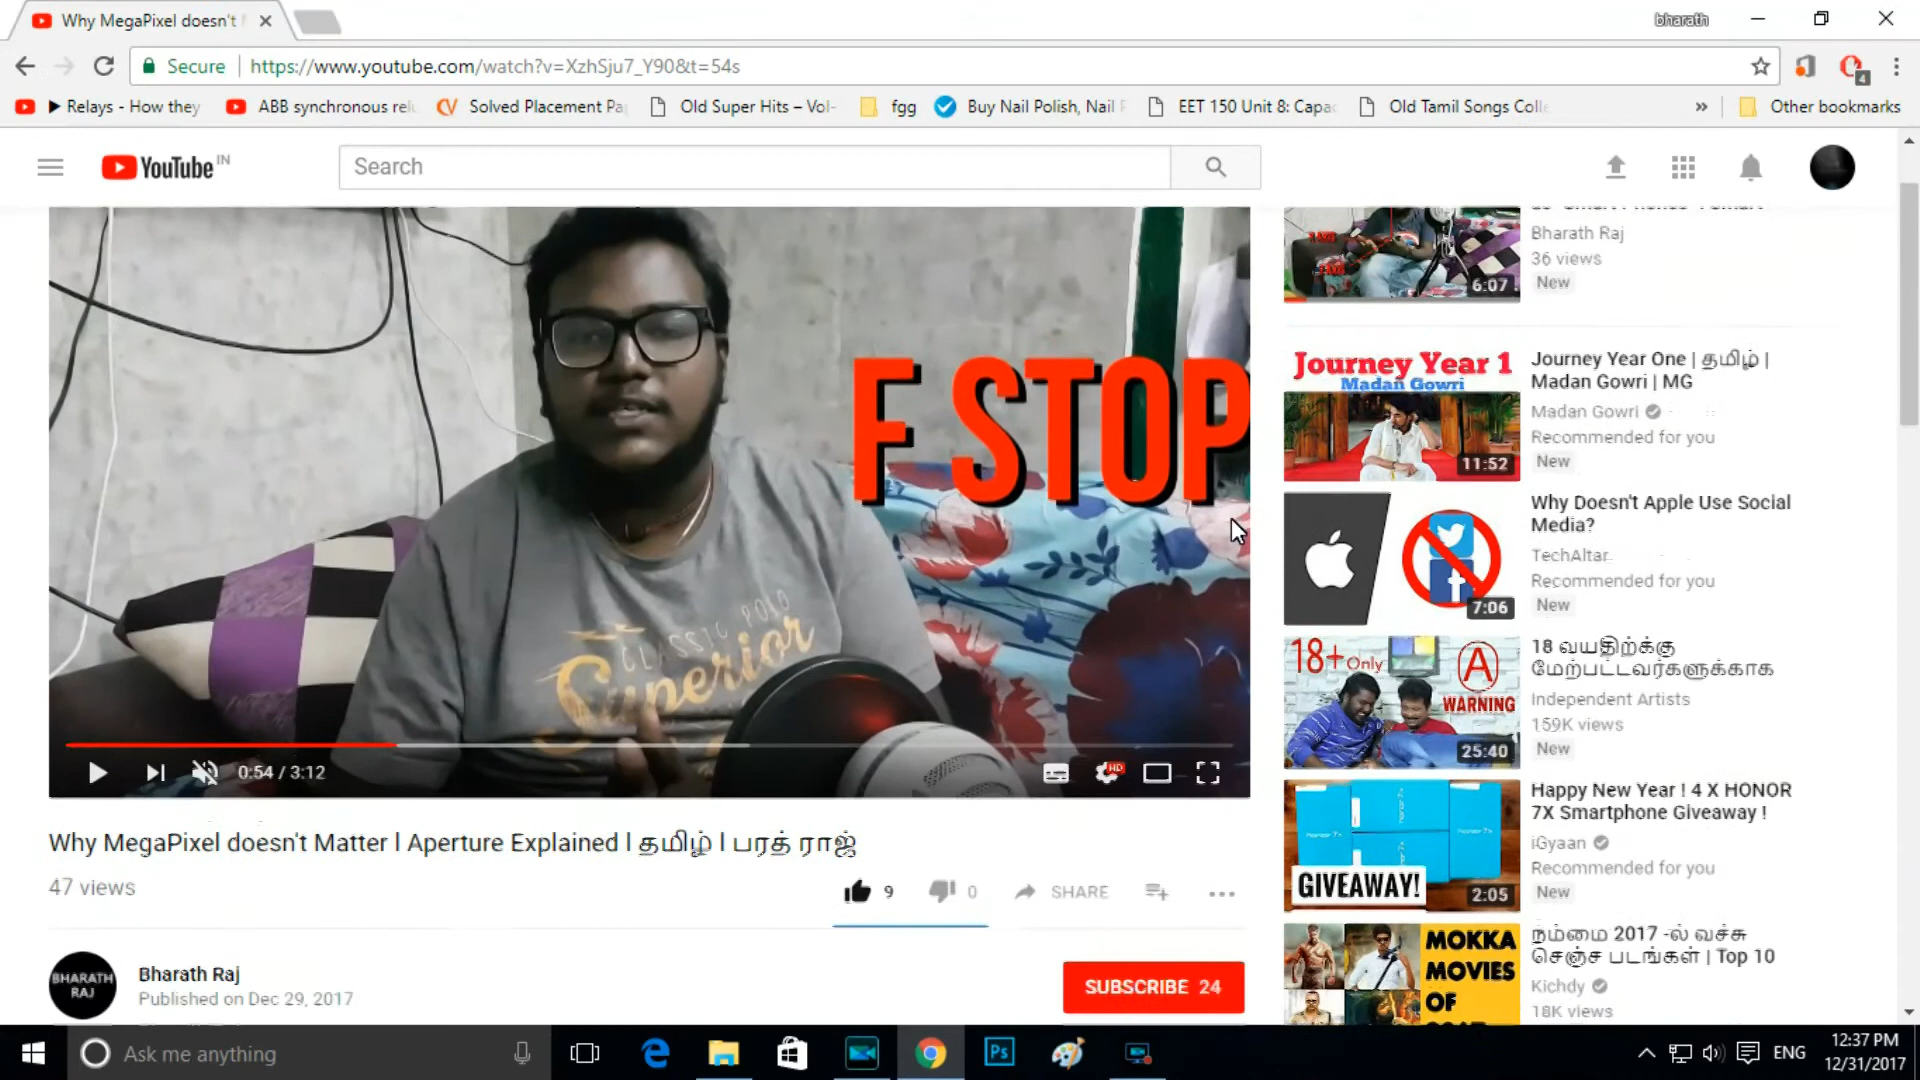 Why MegaPixel doesn't
bharath
Secure https://www.youtube.com/watch?v=XzhSju7_Y90&t=54s
Relays - How they
ABB synchronous rel
Solved Placement Pa
Old Super Hits – Vol-
fgg
Buy Nail Polish, Nail
EET 150 Unit 8: Capa
Old Tamil Songs Coll
» Other bookmarks
YouTube IN
Search
F STOP
CLASSIC POLO
Superior
0:54 / 3:12
HD
Why MegaPixel doesn't Matter l Aperture Explained l தமிழ் l பரத் ராஜ்
47 views
9
0
SHARE
BHARATH
RAJ
Bharath Raj
Published on Dec 29, 2017
SUBSCRIBE 24
6:07
Bharath Raj
36 views
New
Journey Year 1
Madan Gowri
11:52
Journey Year One | தமிழ் |
Madan Gowri | MG
Madan Gowri
Recommended for you
New
7:06
Why Doesn't Apple Use Social
Media?
TechAltar
Recommended for you
New
18+ Only
A
WARNING
25:40
18 வயதிற்க்கு
மேற்பட்டவர்களுக்காக
Independent Artists
159K views
New
GIVEAWAY!
2:05
Happy New Year ! 4 X HONOR
7X Smartphone Giveaway !
iGyaan
Recommended for you
New
MOKKA
MOVIES
OF
நம்மை 2017 -ல் வச்சு
செஞ்ச படங்கள் | Top 10
Kichdy
18K views
Ask me anything
Ps
ENG
12:37 PM
12/31/2017
4